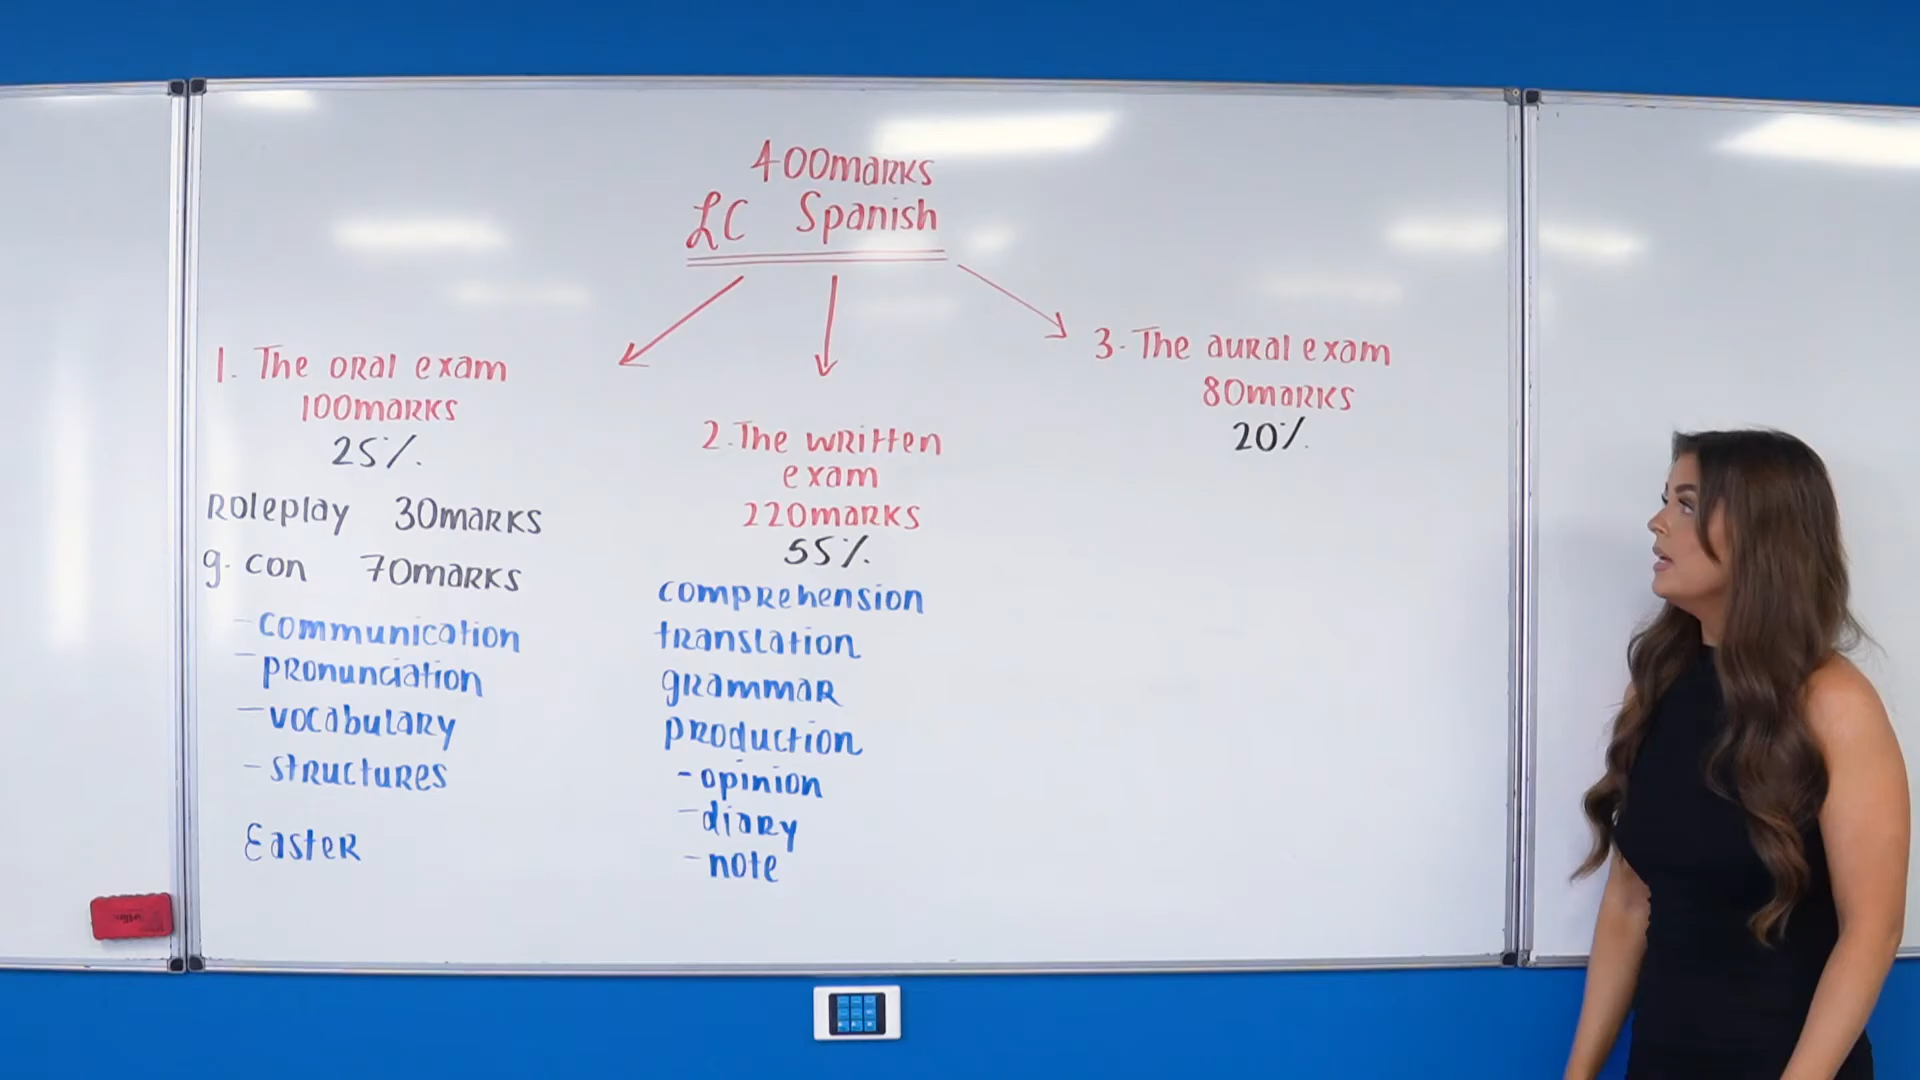 400marks
LC Spanish
1. The oral exam
100marks
25%.
Roleplay 30marks
g. con 70marks
- communication
- pronunciation
- vocabulary
- structures
Easter
2. The written
exam
220marks
55%.
comprehension
translation
grammar
production
- opinion
- diary
- note
3. The aural exam
80marks
20%.